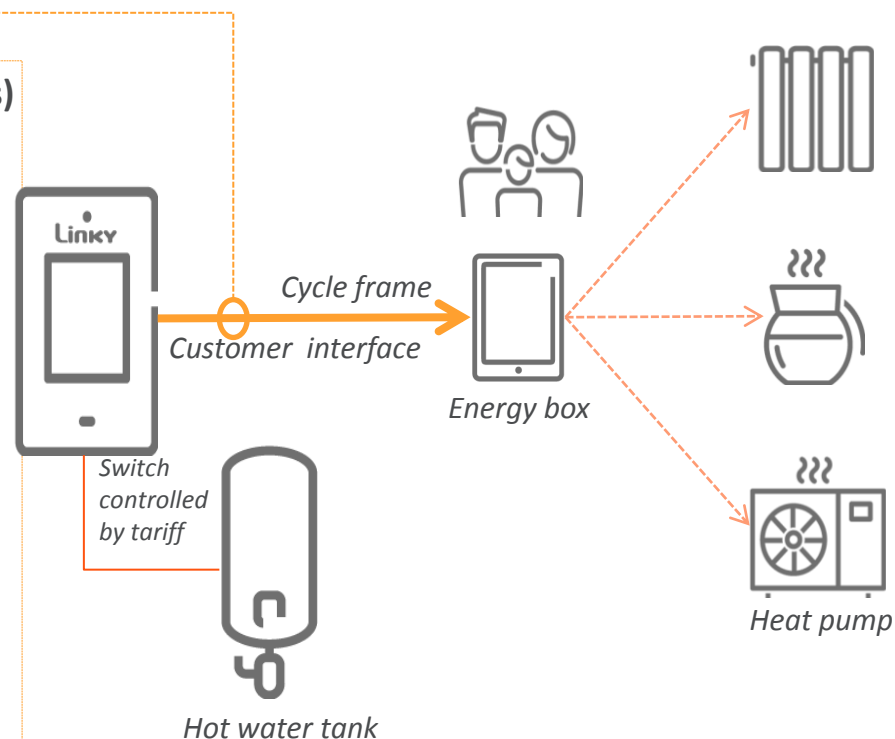 s)
Linky
Cycle frame
Customer interface
Energy box
Switch
controlled
by tariff
Heat pump
Hot water tank